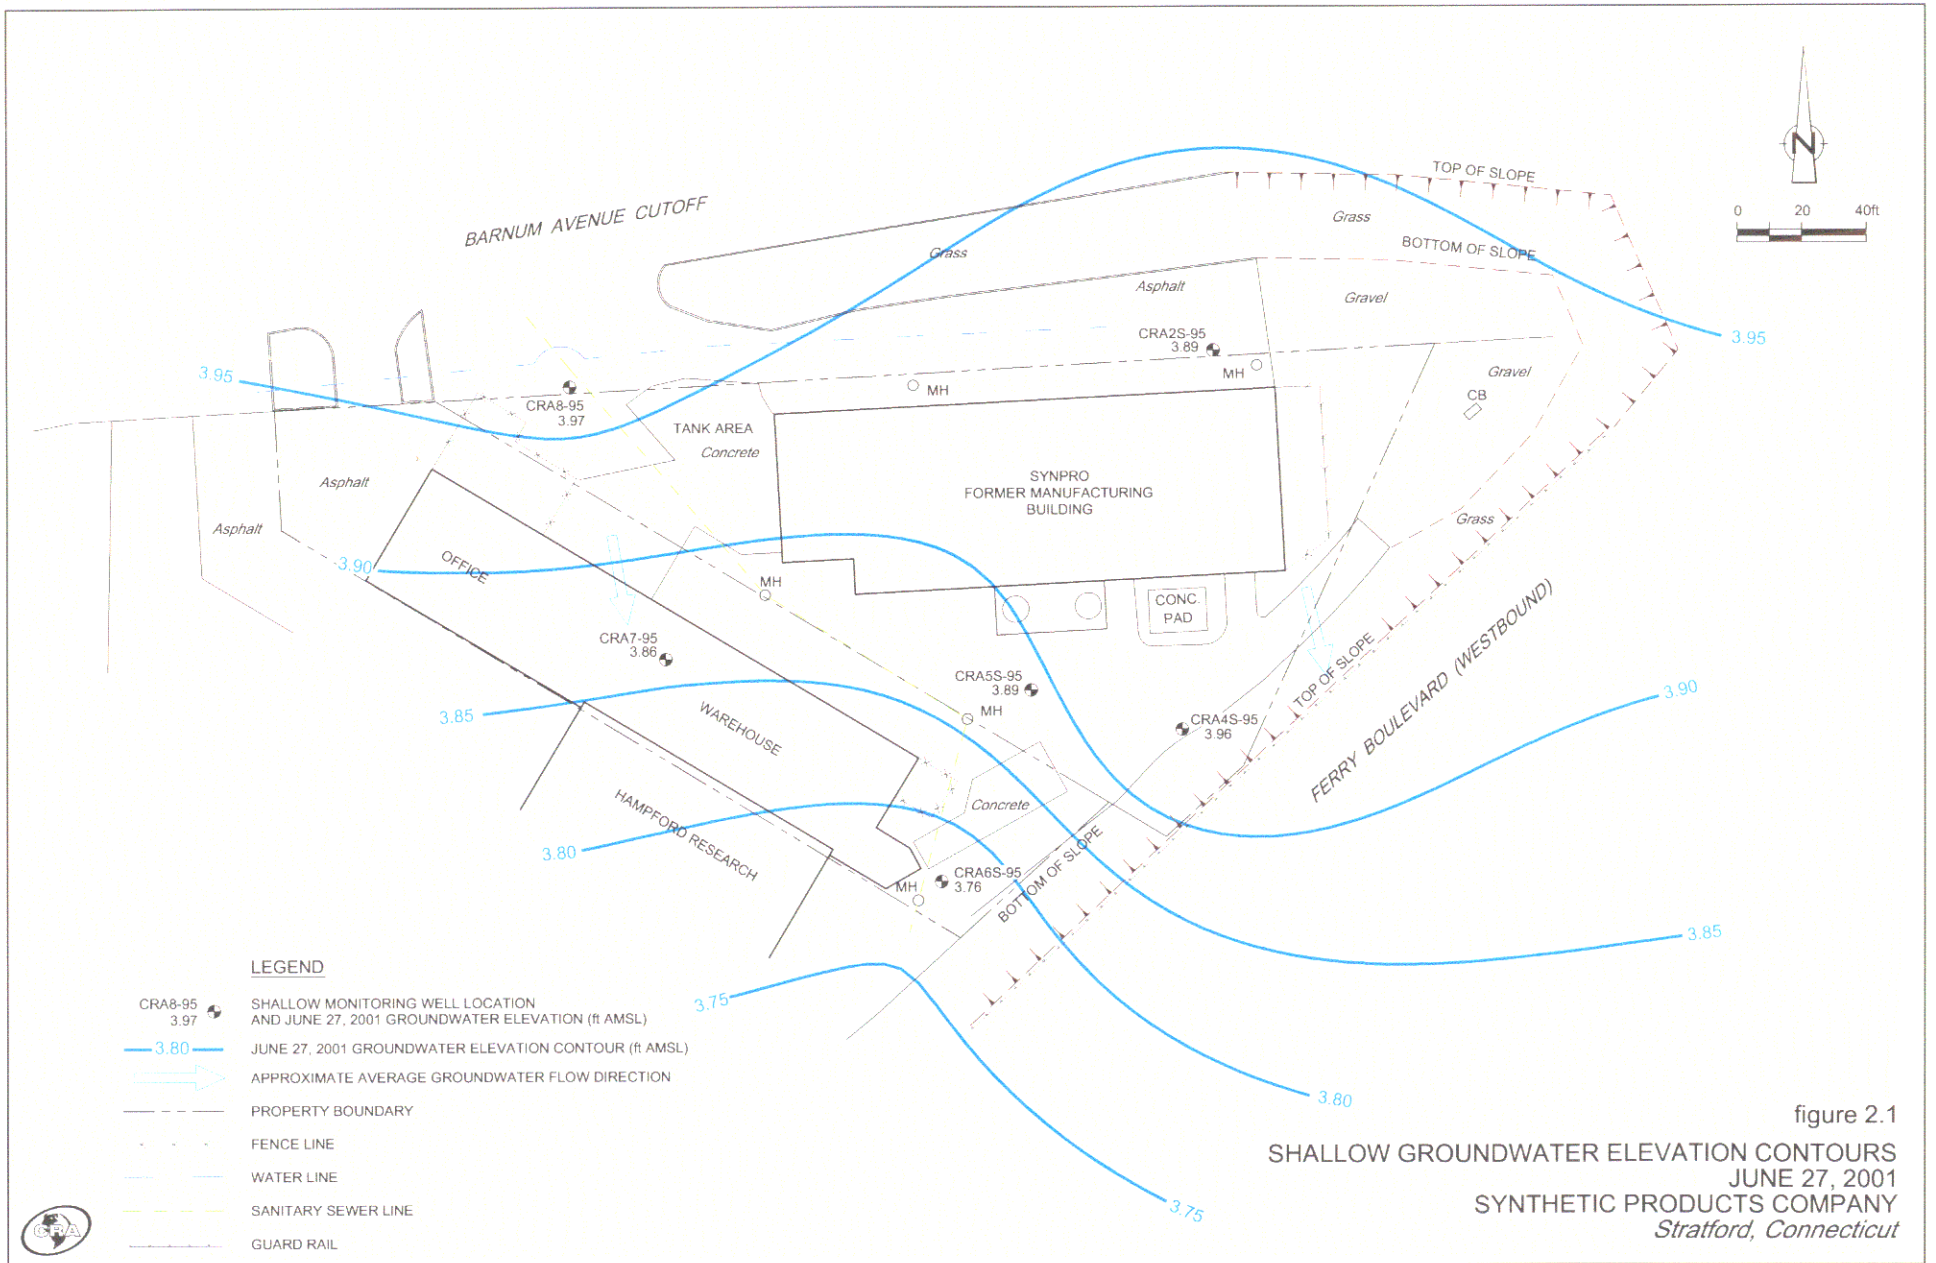 BARNUM AVENUE CUTOFF
TOP OF SLOPE
Grass
BOTTOM OF SLOPE
Grass
N
0 20 40ft
Asphalt
Gravel
CRA2S-95
3.89
3.95
3.95
MH
MH
Gravel
CB
CRA8-95
3.97
TANK AREA
Concrete
Asphalt
Asphalt
SYNPRO
FORMER MANUFACTURING
BUILDING
Grass
3.90
OFFICE
MH
CONC.
PAD
CRA7-95
3.86
TOP OF SLOPE
FERRY BOULEVARD (WESTBOUND)
CRA5S-95
3.89
MH
CRA4S-95
3.96
3.90
3.85
WAREHOUSE
HAMPFORD RESEARCH
Concrete
3.80
BOTTOM OF SLOPE
CRA6S-95
3.76
MH
3.85
3.75
3.80
3.75
LEGEND
CRA8-95
3.97
SHALLOW MONITORING WELL LOCATION
AND JUNE 27, 2001 GROUNDWATER ELEVATION (ft AMSL)
3.80
JUNE 27, 2001 GROUNDWATER ELEVATION CONTOUR (ft AMSL)
APPROXIMATE AVERAGE GROUNDWATER FLOW DIRECTION
PROPERTY BOUNDARY
FENCE LINE
WATER LINE
SANITARY SEWER LINE
GUARD RAIL
CRA
figure 2.1
SHALLOW GROUNDWATER ELEVATION CONTOURS
JUNE 27, 2001
SYNTHETIC PRODUCTS COMPANY
Stratford, Connecticut